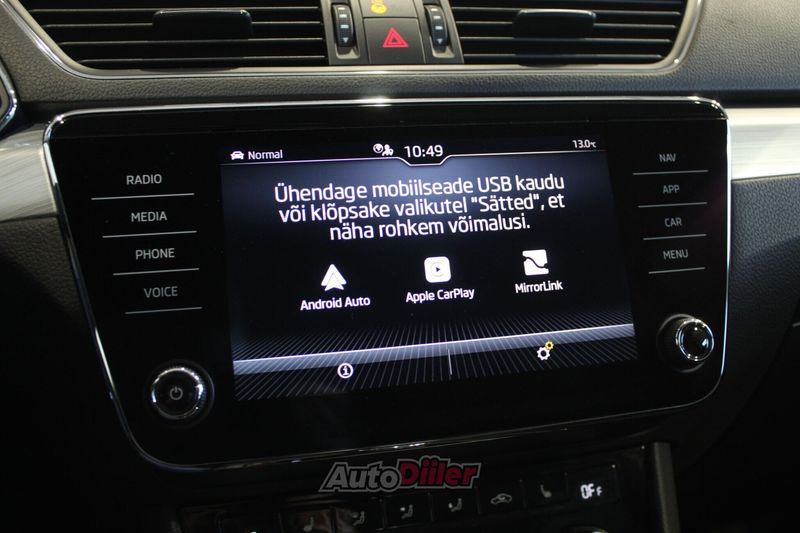 Normal
10:49
13.0°C
RADIO
MEDIA
PHONE
VOICE
NAV
APP
CAR
MENU
Ühendage mobiilseade USB kaudu
või klõpsake valikutel "Sätted", et
näha rohkem võimalusi.
Android Auto
Apple CarPlay
MirrorLink
AutoDiiler
OFF